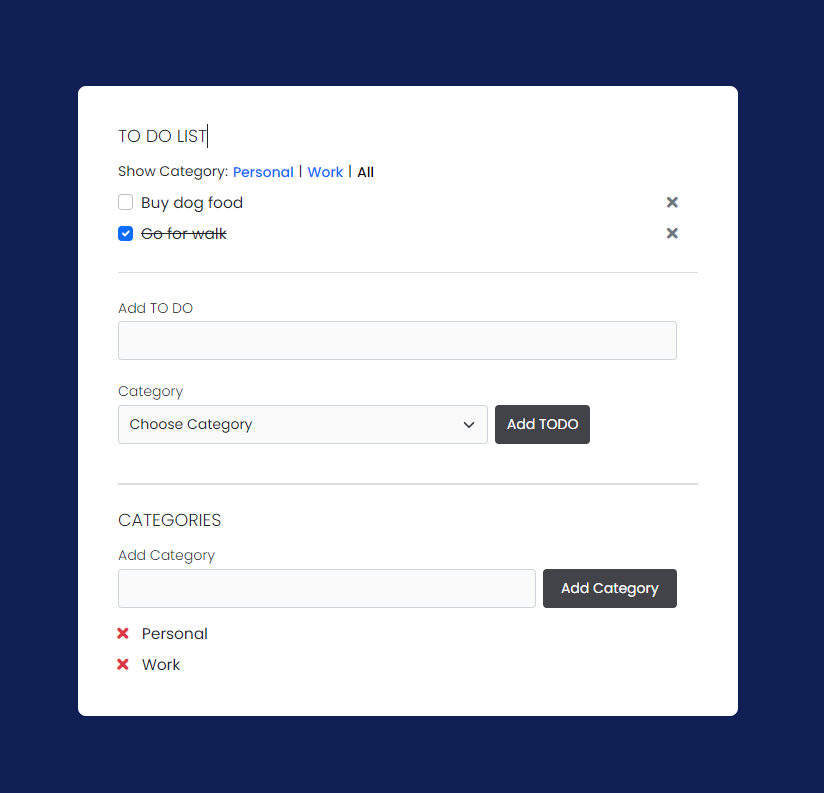 TO DO LIST
Show Category: Personal | Work | All
Buy dog food
Go for walk
Add TO DO
Category
Choose Category Add TODO
CATEGORIES
Add Category
Add Category
Personal
Work